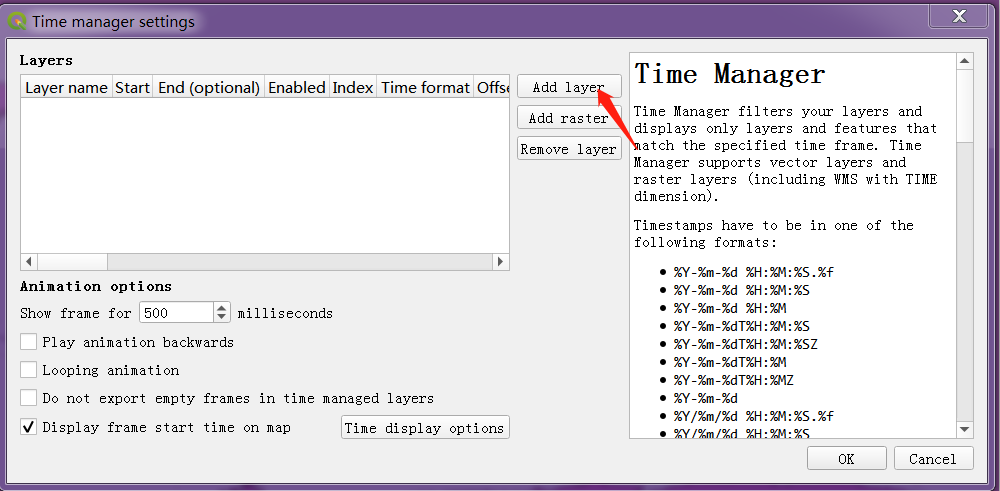 Time manager settings
Layers
Layer name Start End (optional) Enabled Index Time format Offse
Add layer
Add raster
Remove layer
Animation options
Show frame for 500 milliseconds
Play animation backwards
Looping animation
Do not export empty frames in time managed layers
Display frame start time on map
Time display options
Time Manager
Time Manager filters your layers and
displays only layers and features that
match the specified time frame. Time
Manager supports vector layers and
raster layers (including WMS with TIME
dimension).
Timestamps have to be in one of the
following formats:
%Y-%m-%d %H:%M:%S.%f
%Y-%m-%d %H:%M:%S
%Y-%m-%d %H:%M
%Y-%m-%dT%H:%M:%S
%Y-%m-%dT%H:%M:%SZ
%Y-%m-%dT%H:%M
%Y-%m-%dT%H:%MZ
%Y-%m-%d
%Y/%m/%d %H:%M:%S.%f
%Y/%m/%d %H:%M:%S
OK
Cancel